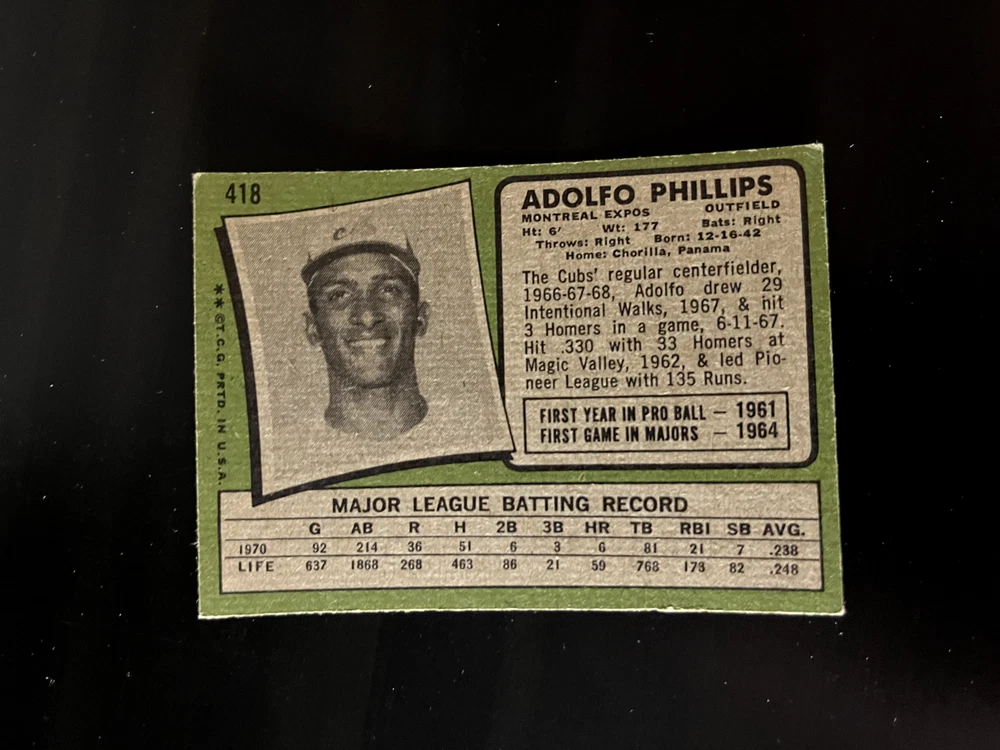 418
ADOLFO PHILLIPS
MONTREAL EXPOS OUTFIELD
Ht: 6' Wt: 177 Bats: Right
Throws: Right Born: 12-16-42
Home: Chorilla, Panama
The Cubs' regular centerfielder,
1966-67-68, Adolfo drew 29
Intentional Walks, 1967, & hit
3 Homers in a game, 6-11-67.
Hit .330 with 33 Homers at
Magic Valley, 1962, & led Pio-
neer League with 135 Runs.
FIRST YEAR IN PRO BALL — 1961
FIRST GAME IN MAJORS — 1964
C
** ©T.C.G. PRTD. IN U.S.A.
MAJOR LEAGUE BATTING RECORD
G AB R H 2B 3B HR TB RBI SB AVG.
1970 92 214 36 51 6 3 6 81 21 7 .238
LIFE 637 1868 268 463 86 21 59 768 173 82 .248